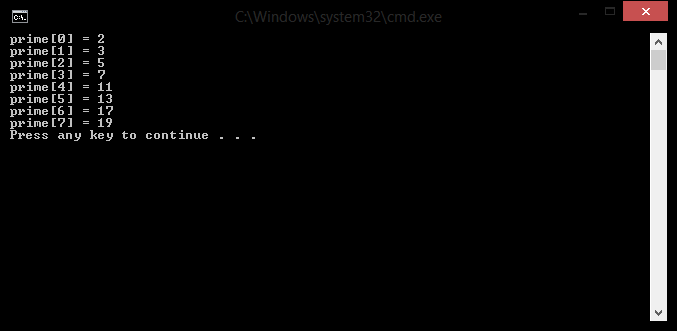 C:\Windows\system32\cmd.exe
prime[0] = 2
prime[1] = 3
prime[2] = 5
prime[3] = 7
prime[4] = 11
prime[5] = 13
prime[6] = 17
prime[7] = 19
Press any key to continue . . .